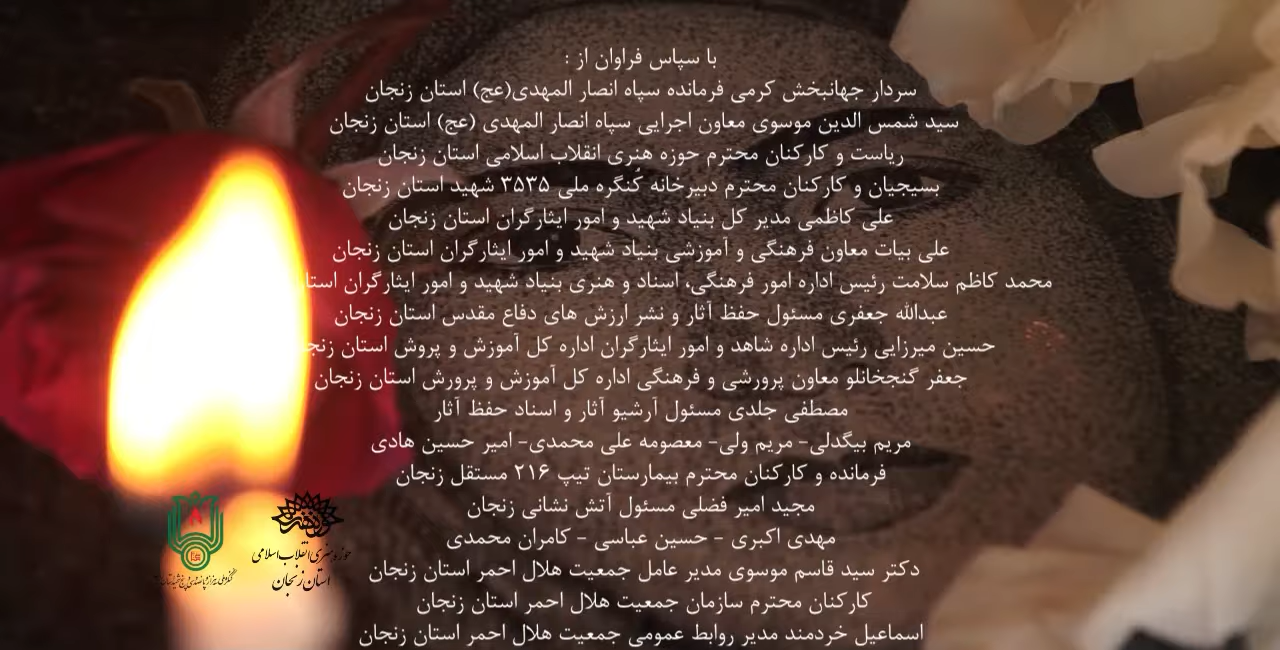 با سپاس فراوان از :
سردار جهانبخش کرمی فرمانده سپاه انصار المهدی(عج) استان زنجان
سید شمس الدین موسوی معاون اجرایی سپاه انصار المهدی (عج) استان زنجان
ریاست و کارکنان محترم حوزه هنری انقلاب اسلامی استان زنجان
بسیجیان و کارکنان محترم دبیرخانه کُنگره ملی ۳۵۳۵ شهید استان زنجان
علی کاظمی مدیر کل بنیاد شهید و امور ایثارگران استان زنجان
علی بیات معاون فرهنگی و آموزشی بنیاد شهید و امور ایثارگران استان زنجان
محمد کاظم سلامت رئیس اداره امور فرهنگی، اسناد و هنری بنیاد شهید و امور ایثارگران
عبدالله جعفری مسئول حفظ آثار و نشر ارزش های دفاع مقدس استان زنجان
حسین میرزایی رئیس اداره شاهد و امور ایثارگران اداره کل آموزش و پروش استان
جعفر گنجخانلو معاون پرورشی و فرهنگی اداره کل آموزش و پرورش استان زنجان
مصطفی جلدی مسئول آرشیو آثار و اسناد حفظ آثار
مریم بیگدلی- مریم ولی- معصومه علی محمدی- امیر حسین هادی
فرمانده و کارکنان محترم بیمارستان تیپ ۲۱۶ مستقل زنجان
مجید امیر فضلی مسئول آتش نشانی زنجان
مهدی اکبری - حسین عباسی - کامران محمدی
دکتر سید قاسم موسوی مدیر عامل جمعیت هلال احمر استان زنجان
کارکنان محترم سازمان جمعیت هلال احمر استان زنجان
اسماعیل خردمند مدیر روابط عمومی جمعیت هلال احمر استان زنجان
حوزه هنری انقلاب اسلامی
استان زنجان